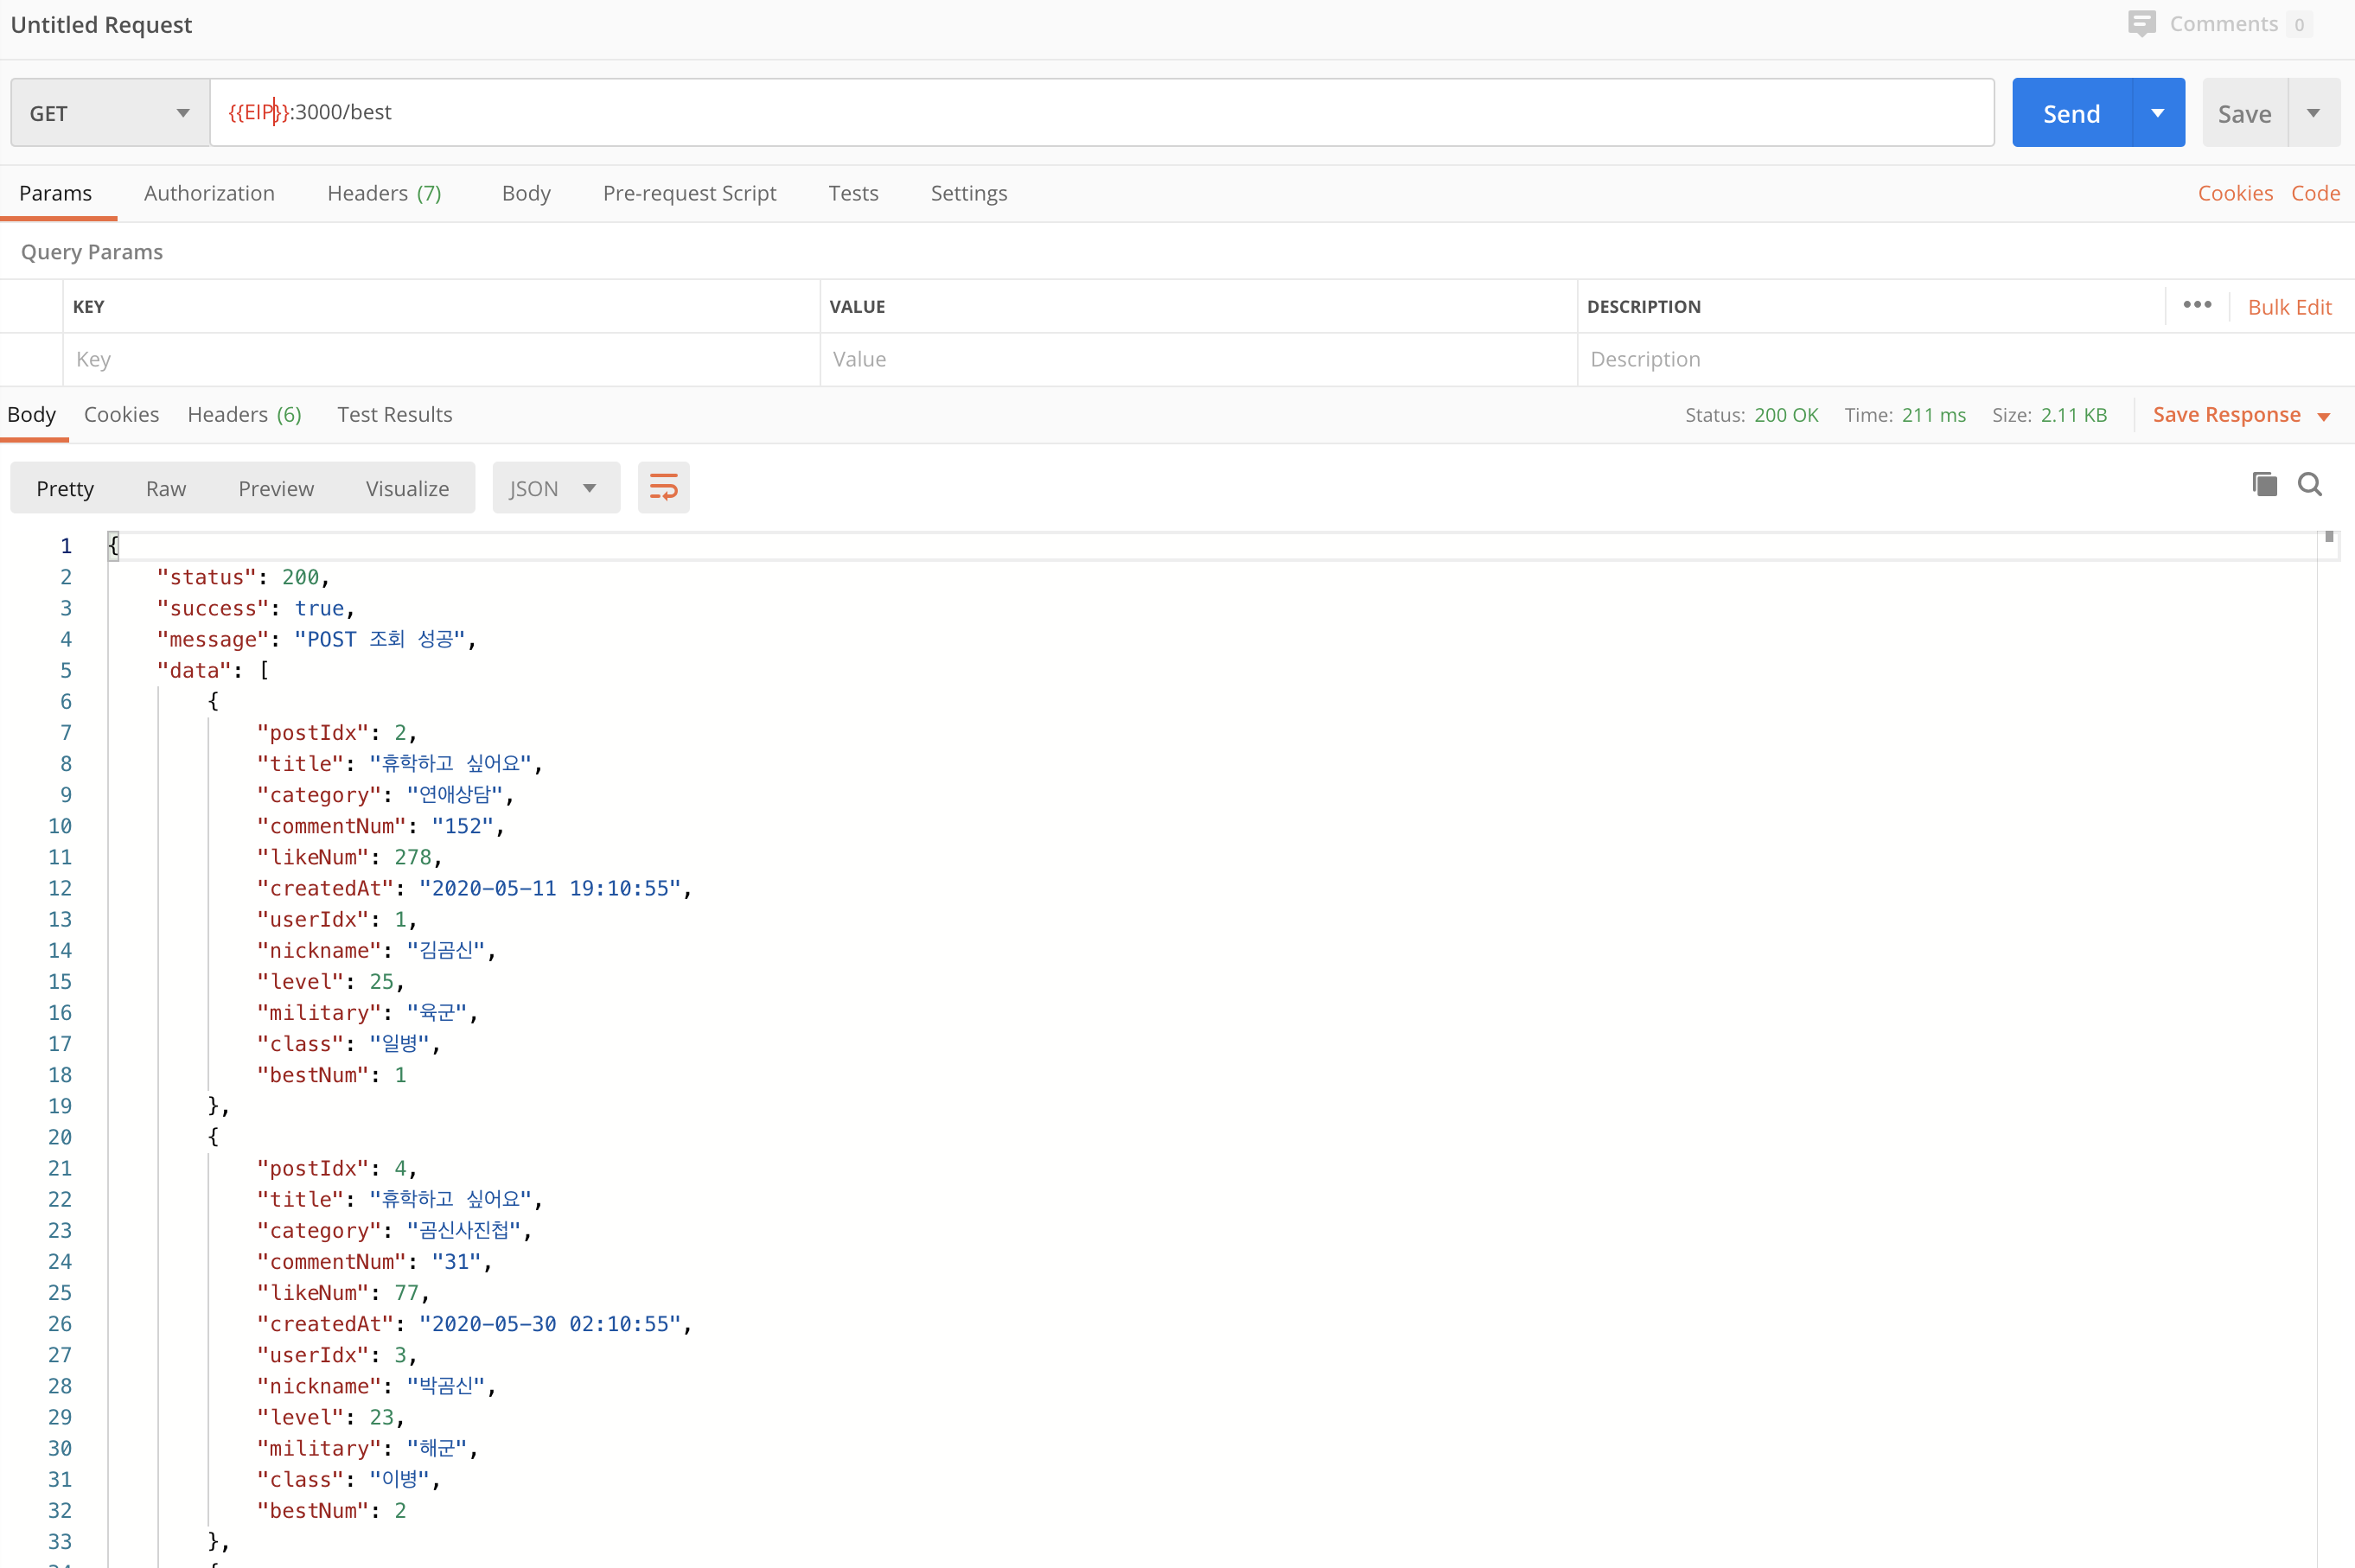 Untitled Request
Comments 0
GET {{EIP}}:3000/best Send Save
Params Authorization Headers (7) Body Pre-request Script Tests Settings Cookies Code
Query Params
KEY VALUE DESCRIPTION ••• Bulk Edit
Key Value Description
Body Cookies Headers (6) Test Results Status: 200 OK Time: 211 ms Size: 2.11 KB Save Response
Pretty Raw Preview Visualize JSON
1 {
2 "status": 200,
3 "success": true,
4 "message": "POST 조회 성공",
5 "data": [
6 {
7 "postIdx": 2,
8 "title": "휴학하고 싶어요",
9 "category": "연애상담",
10 "commentNum": "152",
11 "likeNum": 278,
12 "createdAt": "2020-05-11 19:10:55",
13 "userIdx": 1,
14 "nickname": "김곰신",
15 "level": 25,
16 "military": "육군",
17 "class": "일병",
18 "bestNum": 1
19 },
20 {
21 "postIdx": 4,
22 "title": "휴학하고 싶어요",
23 "category": "곰신사진첩",
24 "commentNum": "31",
25 "likeNum": 77,
26 "createdAt": "2020-05-30 02:10:55",
27 "userIdx": 3,
28 "nickname": "박곰신",
29 "level": 23,
30 "military": "해군",
31 "class": "이병",
32 "bestNum": 2
33 },